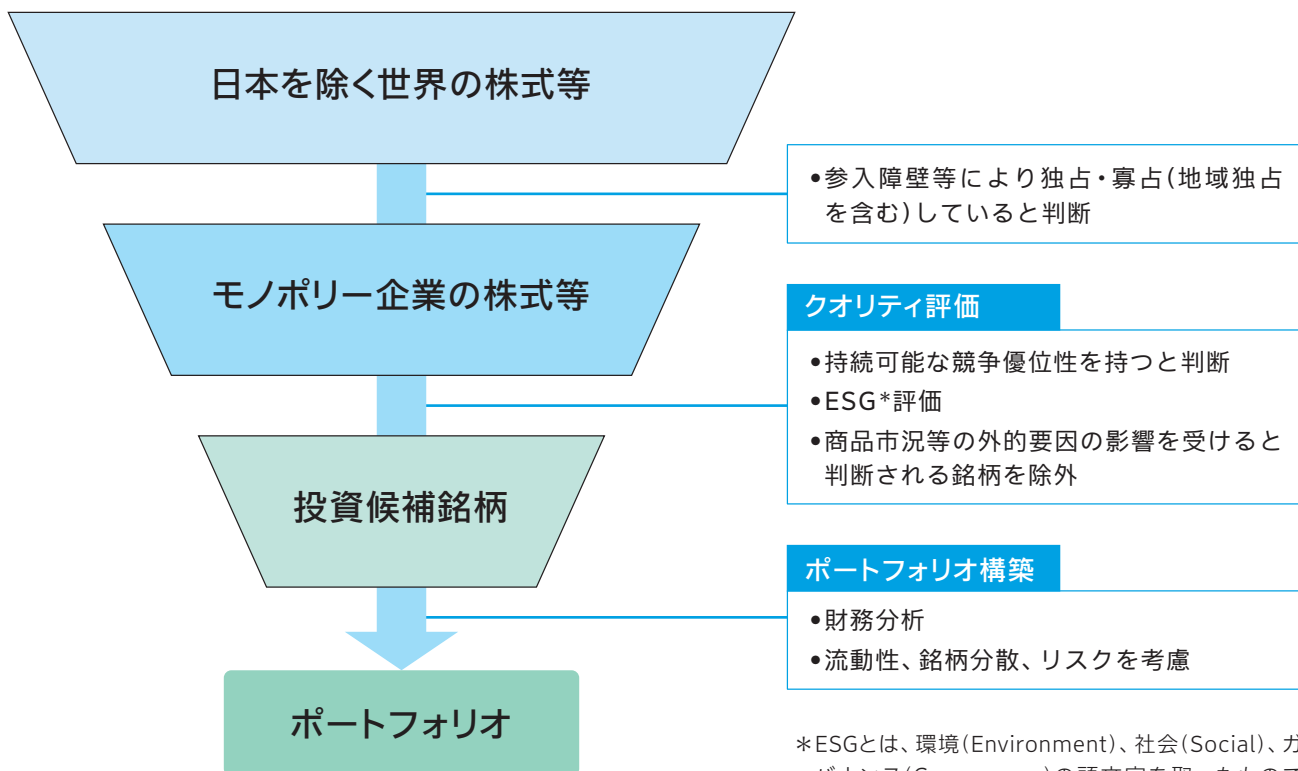 日本を除く世界の株式等
•参入障壁等により独占・寡占(地域独占
を含む)していると判断
モノポリー企業の株式等
クオリティ評価
•持続可能な競争優位性を持つと判断
•ESG*評価
•商品市況等の外的要因の影響を受けると
判断される銘柄を除外
投資候補銘柄
ポートフォリオ構築
•財務分析
•流動性、銘柄分散、リスクを考慮
ポートフォリオ
＊ESGとは、環境(Environment)、社会(Social)、ガ